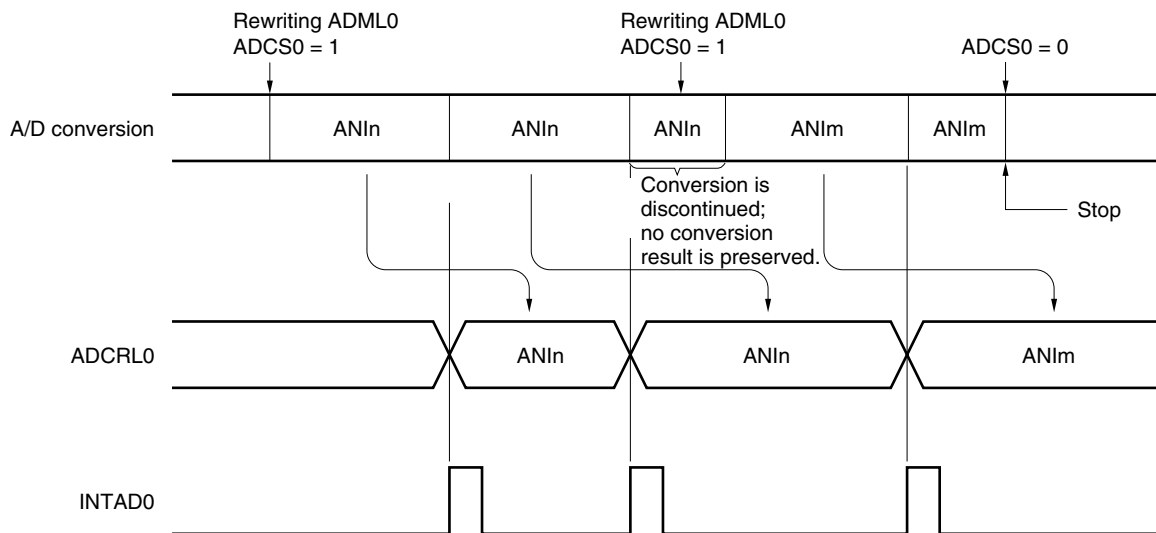 Rewriting ADML0
ADCS0 = 1
Rewriting ADML0
ADCS0 = 1
ADCS0 = 0
A/D conversion
ANIn
ANIn
ANIn
ANIm
ANIm
Conversion is
discontinued;
no conversion
result is preserved.
Stop
ADCRL0
ANIn
ANIn
ANIm
INTAD0